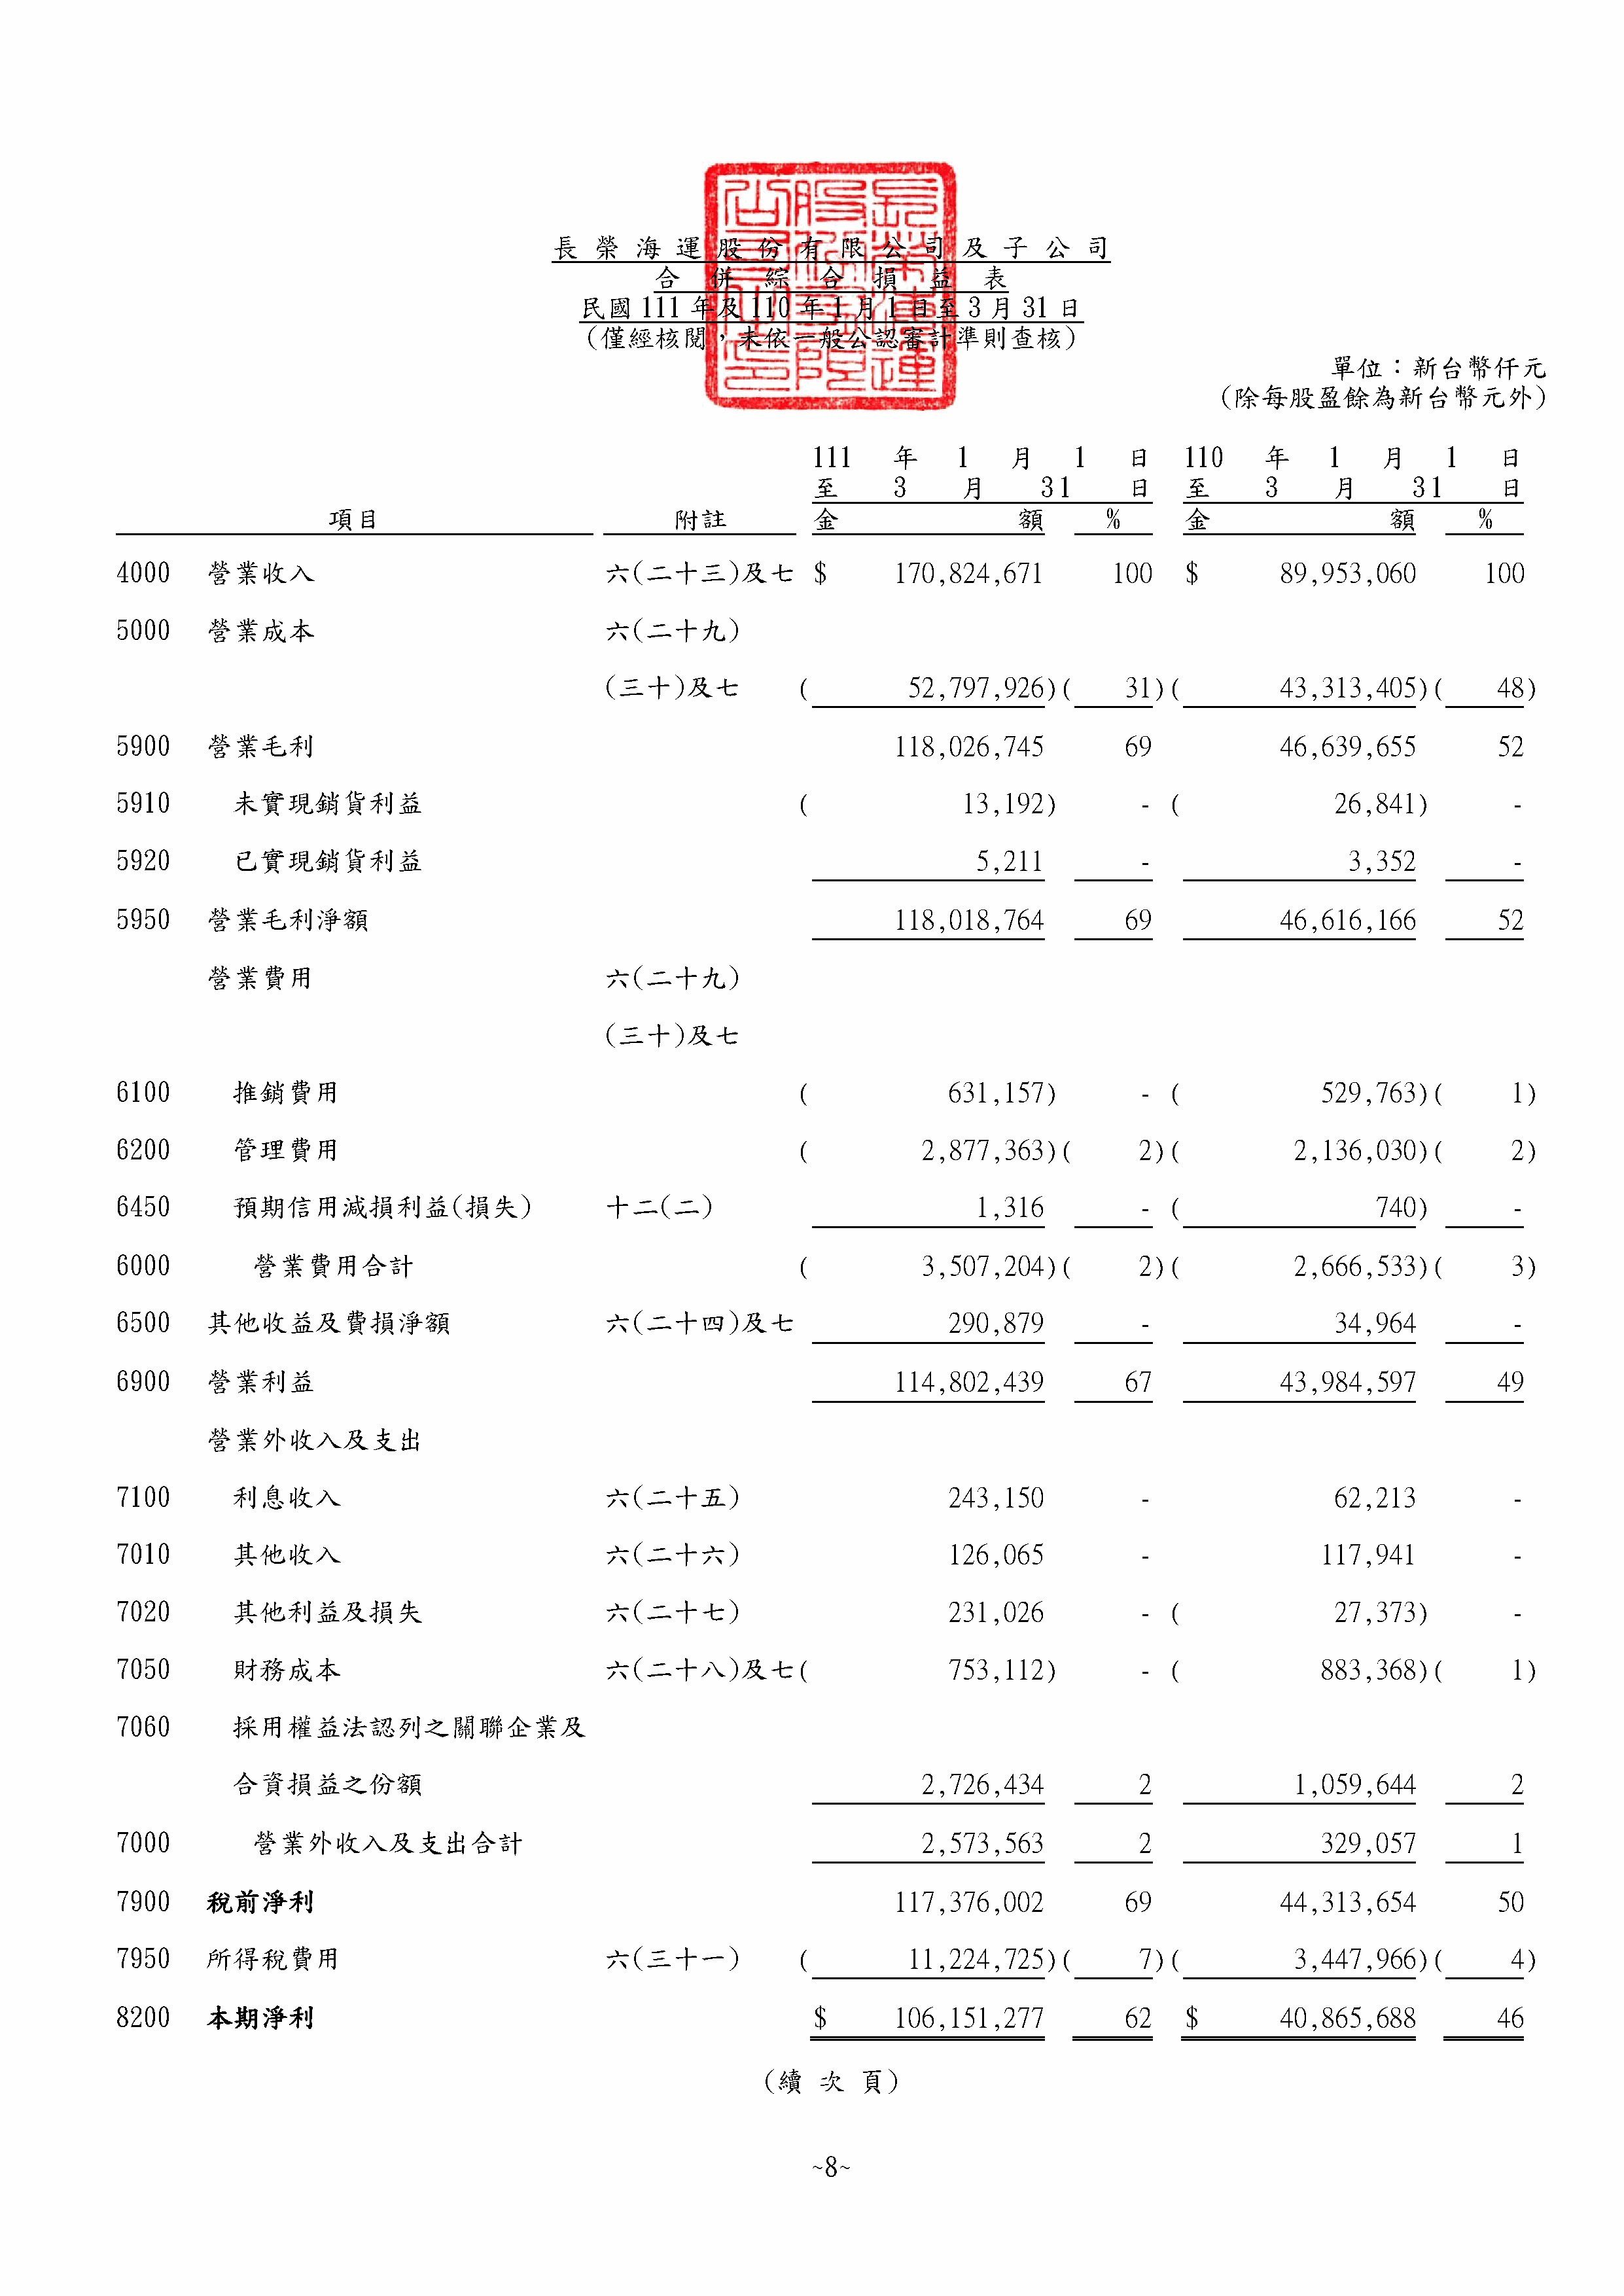 長榮海運股份有限公司及子公司
合併綜合損益表
民國 111 年及 110 年 1 月 1 日至 3 月 31 日
(僅經核閱,未依一般公認審計準則查核)
單位：新台幣仟元
(除每股盈餘為新台幣元外)
111 年 1 月 1 日 110 年 1 月 1 日
至 3 月 31 日 至 3 月 31 日
項目 附註 金 額 % 金 額 %
4000 營業收入 六(二十三)及七 $ 170,824,671 100 $ 89,953,060 100
5000 營業成本 六(二十九)
(三十)及七 ( 52,797,926)( 31)( 43,313,405)( 48)
5900 營業毛利 118,026,745 69 46,639,655 52
5910 未實現銷貨利益 ( 13,192) - ( 26,841) -
5920 已實現銷貨利益 5,211 - 3,352 -
5950 營業毛利淨額 118,018,764 69 46,616,166 52
營業費用 六(二十九)
(三十)及七
6100 推銷費用 ( 631,157) - ( 529,763)( 1)
6200 管理費用 ( 2,877,363)( 2)( 2,136,030)( 2)
6450 預期信用減損利益(損失) 十二(二) 1,316 - ( 740) -
6000 營業費用合計 ( 3,507,204)( 2)( 2,666,533)( 3)
6500 其他收益及費損淨額 六(二十四)及七 290,879 - 34,964 -
6900 營業利益 114,802,439 67 43,984,597 49
營業外收入及支出
7100 利息收入 六(二十五) 243,150 - 62,213 -
7010 其他收入 六(二十六) 126,065 - 117,941 -
7020 其他利益及損失 六(二十七) 231,026 - ( 27,373) -
7050 財務成本 六(二十八)及七( 753,112) - ( 883,368)( 1)
7060 採用權益法認列之關聯企業及
合資損益之份額 2,726,434 2 1,059,644 2
7000 營業外收入及支出合計 2,573,563 2 329,057 1
7900 稅前淨利 117,376,002 69 44,313,654 50
7950 所得稅費用 六(三十一) ( 11,224,725)( 7)( 3,447,966)( 4)
8200 本期淨利 $ 106,151,277 62 $ 40,865,688 46
(續次頁)
~8~